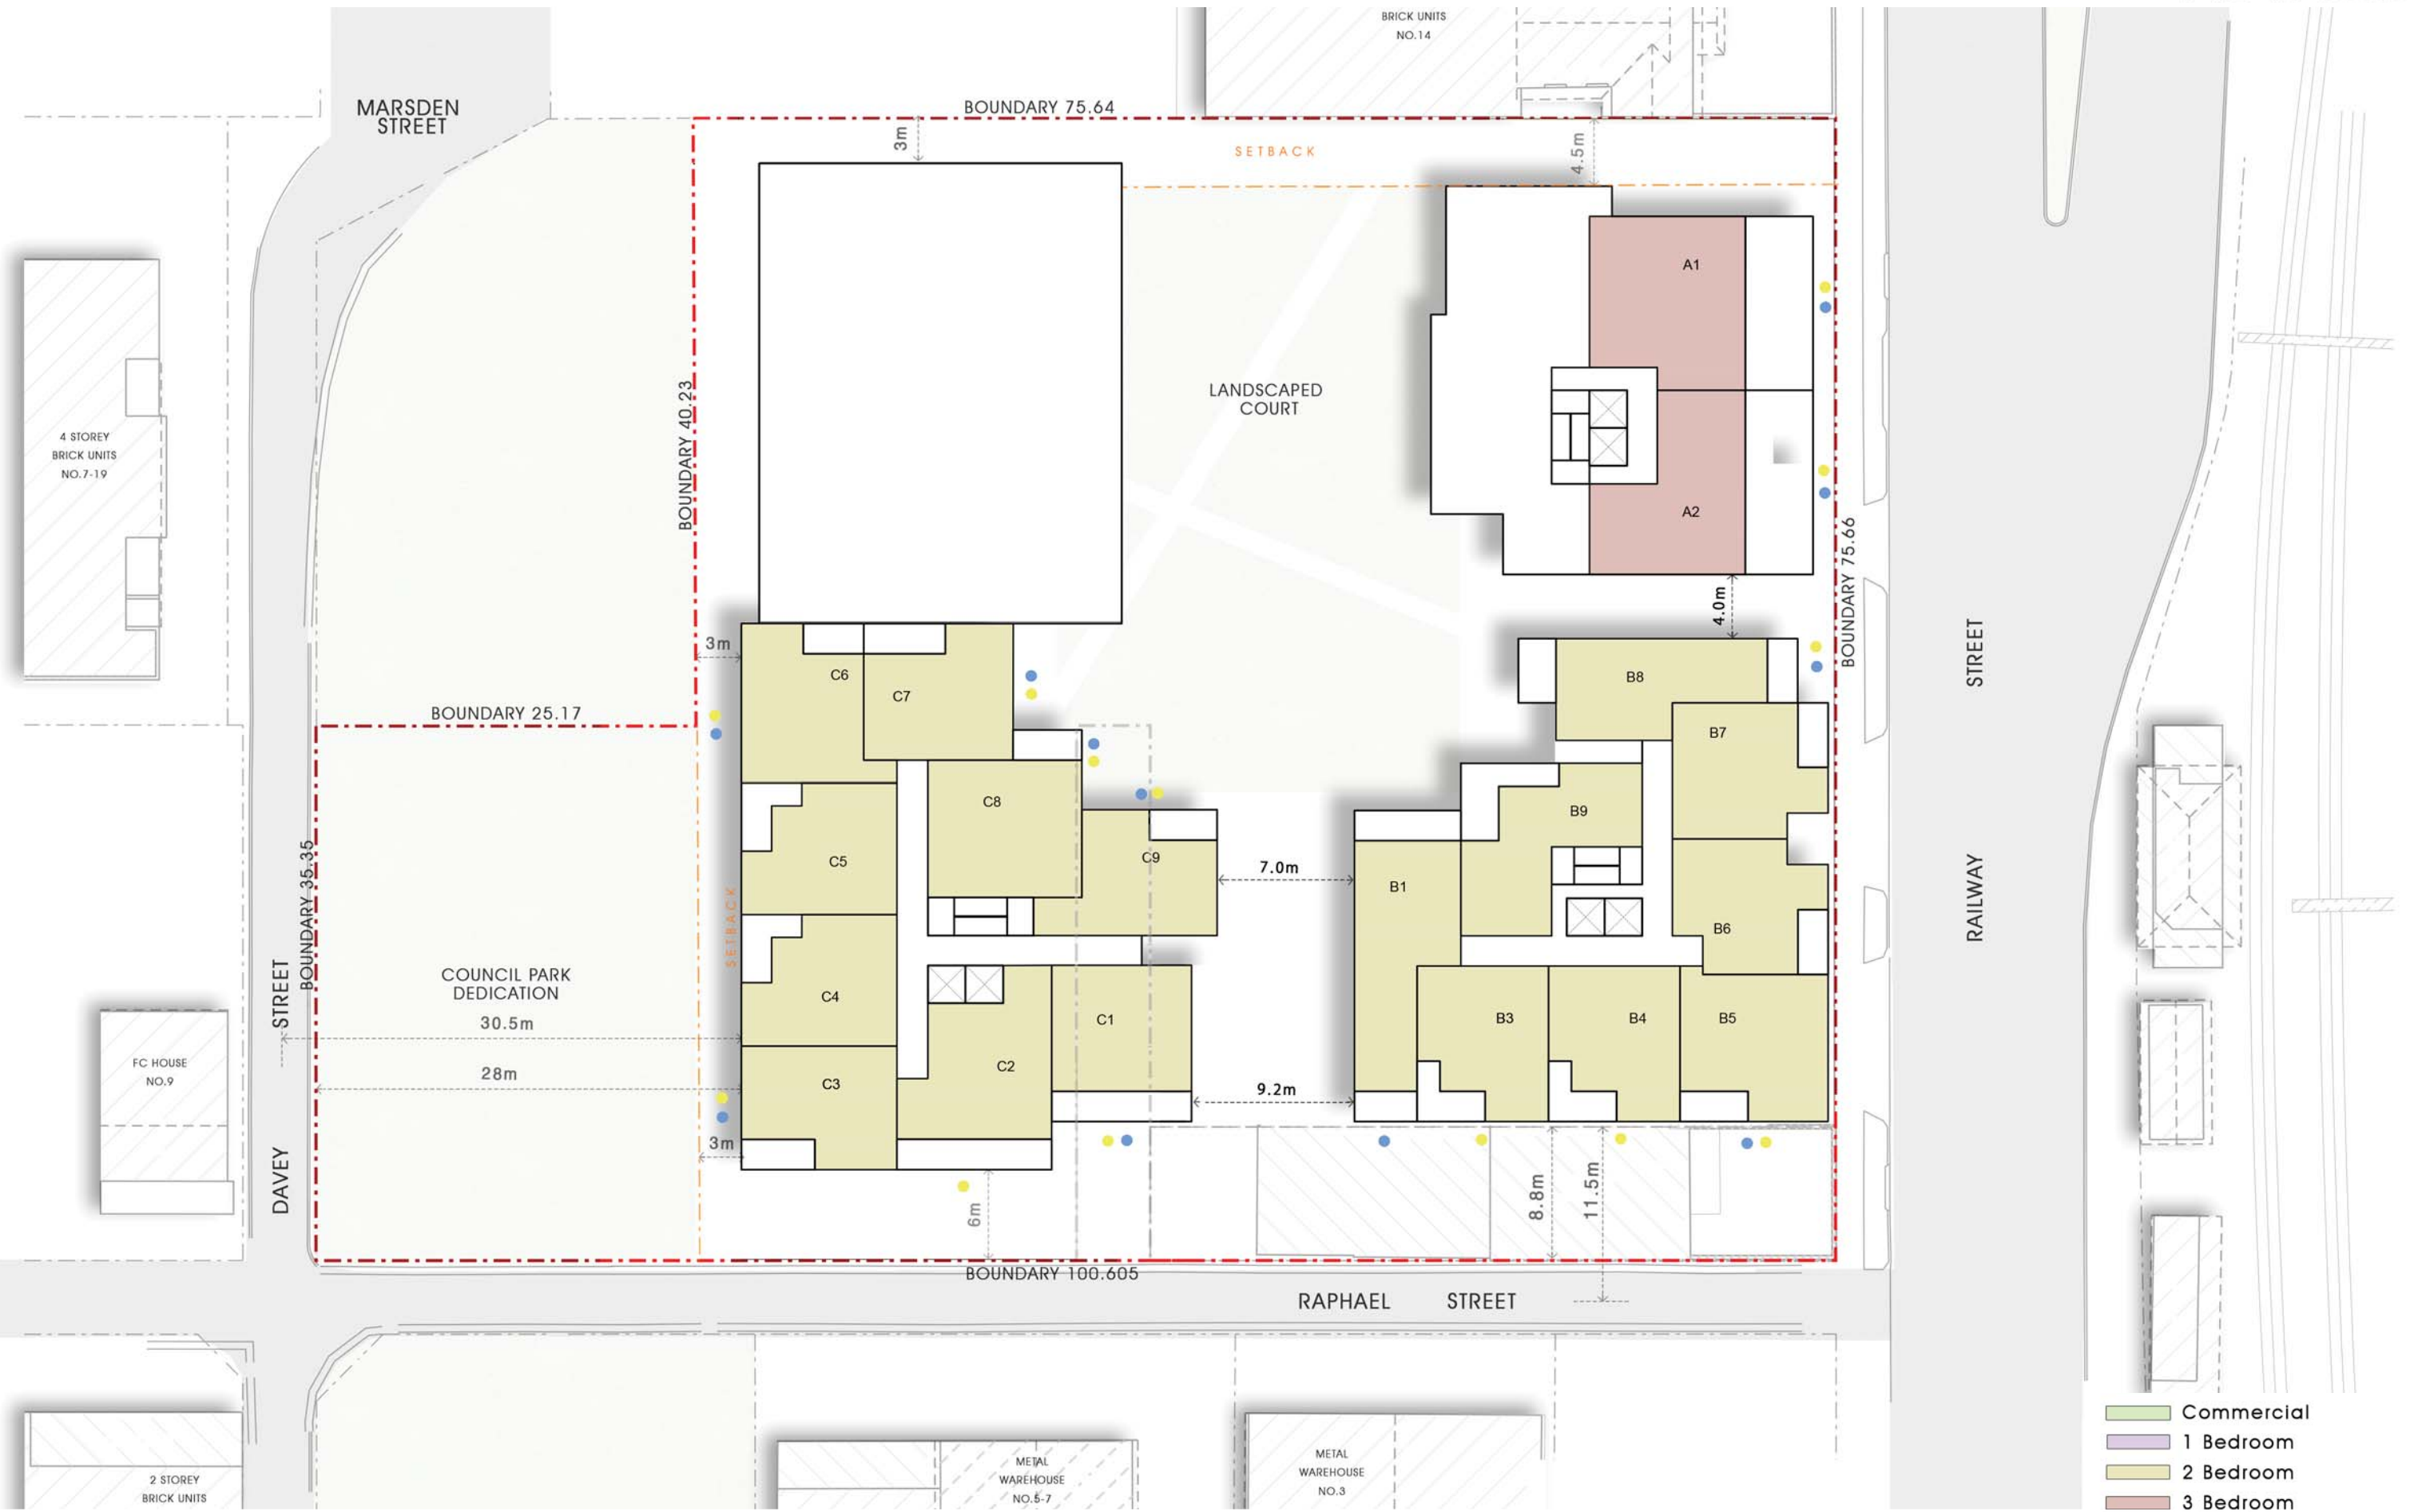 BRICK UNITS
NO.14
MARSDEN
STREET
BOUNDARY 75.64
3m
SETBACK
4.5m
A1
LANDSCAPED
COURT
BOUNDARY 40.23
4 STOREY
BRICK UNITS
NO.7-19
A2
BOUNDARY 75.66
4.0m
STREET
3m
C6
C7
B8
BOUNDARY 25.17
B7
C8
B9
C9
C5
7.0m
B1
BOUNDARY 35.35
SETBACK
RAILWAY
B6
COUNCIL PARK
DEDICATION
STREET
C4
30.5m
C1
B3
B4
B5
FC HOUSE
NO.9
28m
C3
C2
9.2m
3m
DAVEY
6m
8.8m
11.5m
BOUNDARY 100.605
RAPHAEL STREET
Commercial
1 Bedroom
2 Bedroom
3 Bedroom
2 STOREY
BRICK UNITS
METAL
WAREHOUSE
NO.5-7
METAL
WAREHOUSE
NO.3